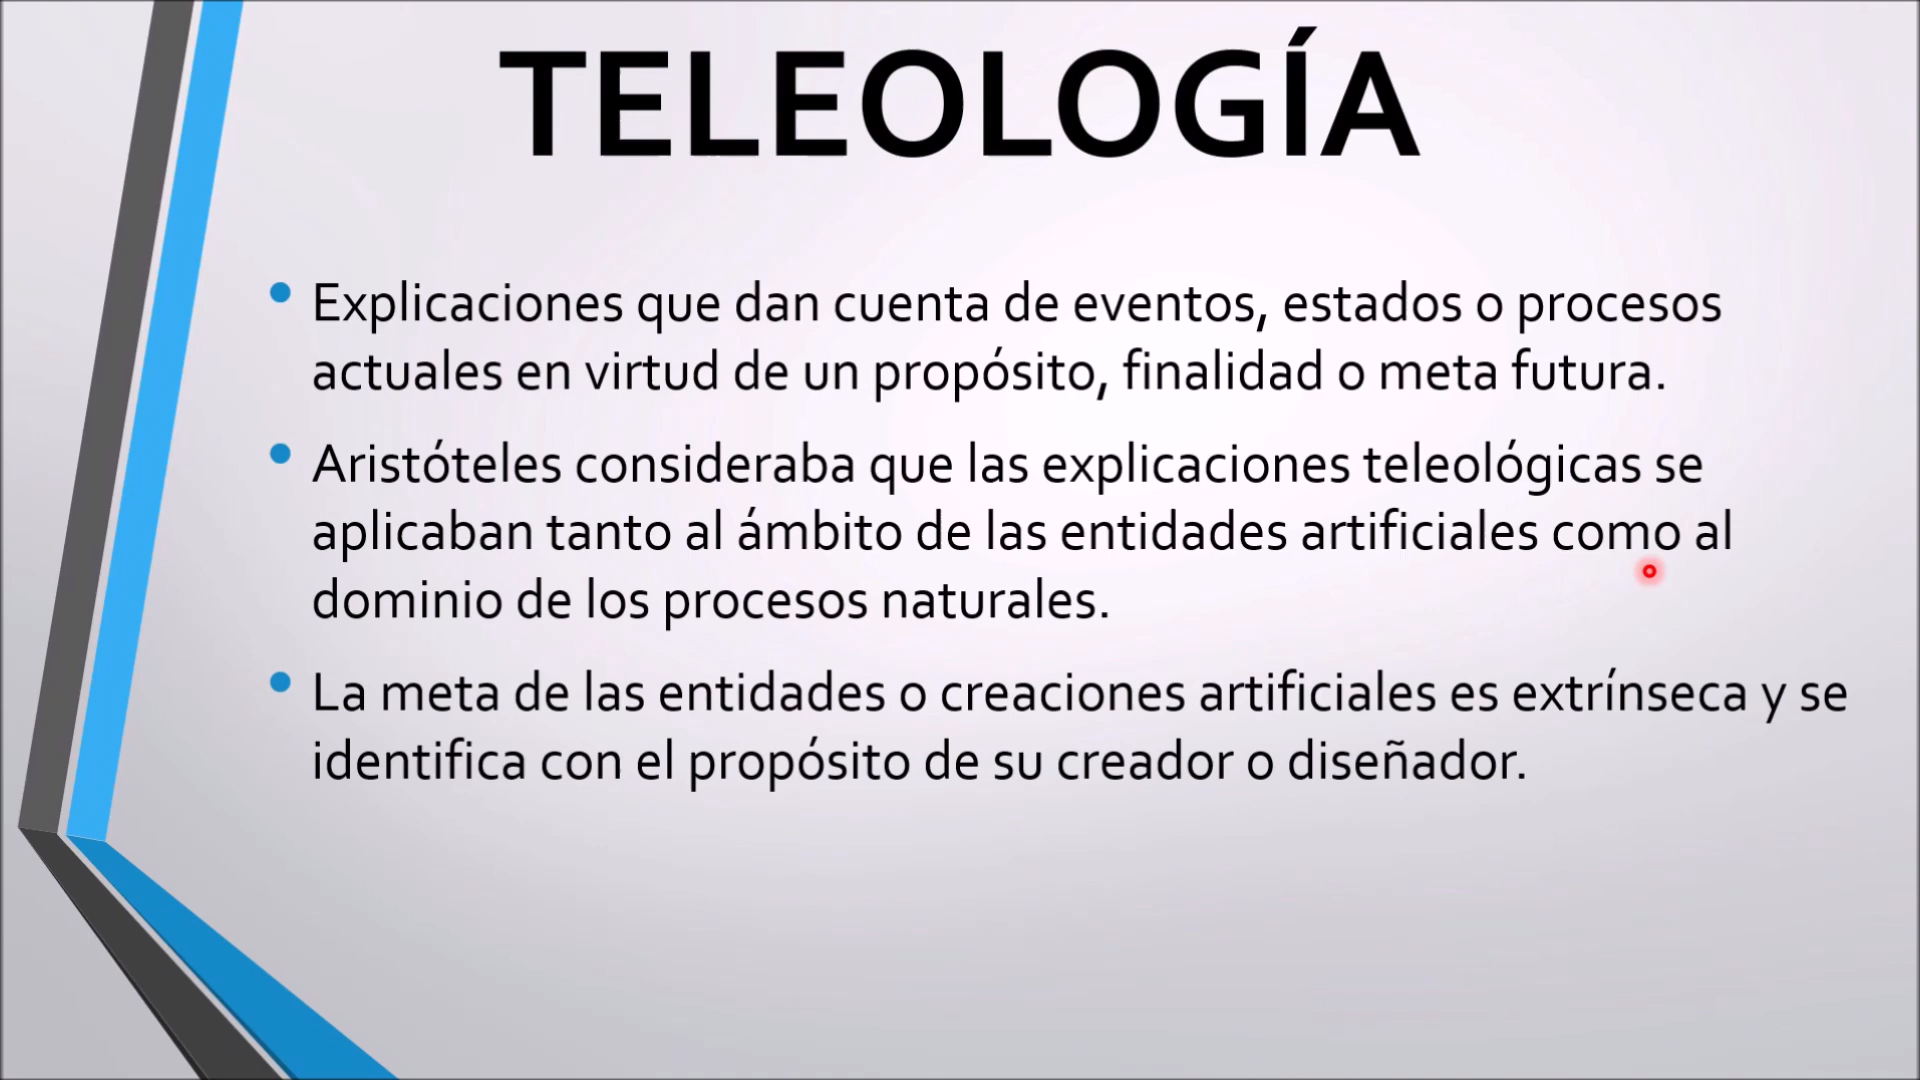 TELEOLOGÍA
• Explicaciones que dan cuenta de eventos, estados o procesos
actuales en virtud de un propósito, finalidad o meta futura.
• Aristóteles consideraba que las explicaciones teleológicas se
aplicaban tanto al ámbito de las entidades artificiales como al
dominio de los procesos naturales.
• La meta de las entidades o creaciones artificiales es extrínseca y se
identifica con el propósito de su creador o diseñador.